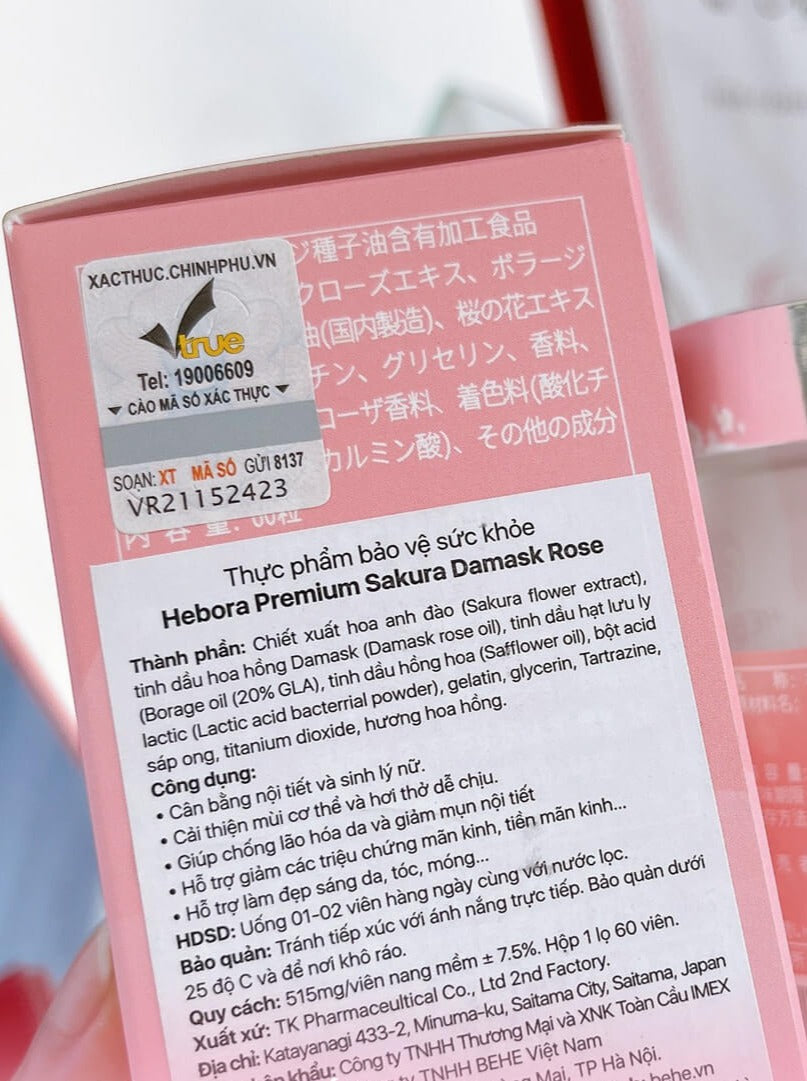 XACTHUC.CHINHPHU.VN
true
Tel: 19006609
CÀO MÃ SỐ XÁC THỰC
SOẠN: XT MÃ SỐ GỬI 8137
VR21152423
ジ種子油含有加工食品
クローズエキス、ポラージ
油(国内製造)、桜の花エキス
チン、グリセリン、香料、
ローザ香料、着色料(酸化チ
カルミン酸)、その他の成分
内容量: 60粒
Thực phẩm bảo vệ sức khỏe
Hebora Premium Sakura Damask Rose
Thành phần: Chiết xuất hoa anh đào (Sakura flower extract),
tinh dầu hoa hồng Damask (Damask rose oil), tinh dầu hạt lưu ly
(Borage oil (20% GLA), tinh dầu hồng hoa (Safflower oil), bột acid
lactic (Lactic acid bacterrial powder), gelatin, glycerin, Tartrazine,
sáp ong, titanium dioxide, hương hoa hồng.
Công dụng:
• Cân bằng nội tiết và sinh lý nữ.
• Cải thiện mùi cơ thể và hơi thở dễ chịu.
• Giúp chống lão hóa da và giảm mụn nội tiết
• Hỗ trợ giảm các triệu chứng mãn kinh, tiền mãn kinh...
• Hỗ trợ làm đẹp sáng da, tóc, móng...
HDSD: Uống 01-02 viên hàng ngày cùng với nước lọc.
Bảo quản: Tránh tiếp xúc với ánh nắng trực tiếp. Bảo quản dưới
25 độ C và để nơi khô ráo.
Quy cách: 515mg/viên nang mềm ± 7.5%. Hộp 1 lọ 60 viên.
Xuất xứ: TK Pharmaceultical Co., Ltd 2nd Factory.
Địa chỉ: Katayanagi 433-2, Minuma-ku, Saitama City, Saitama, Japan
khẩu: Công ty TNHH Thương Mại và XNK Toàn Cầu IMEX
ty TNHH BEHE Việt Nam
Mai, TP Hà Nội.
behe.vn